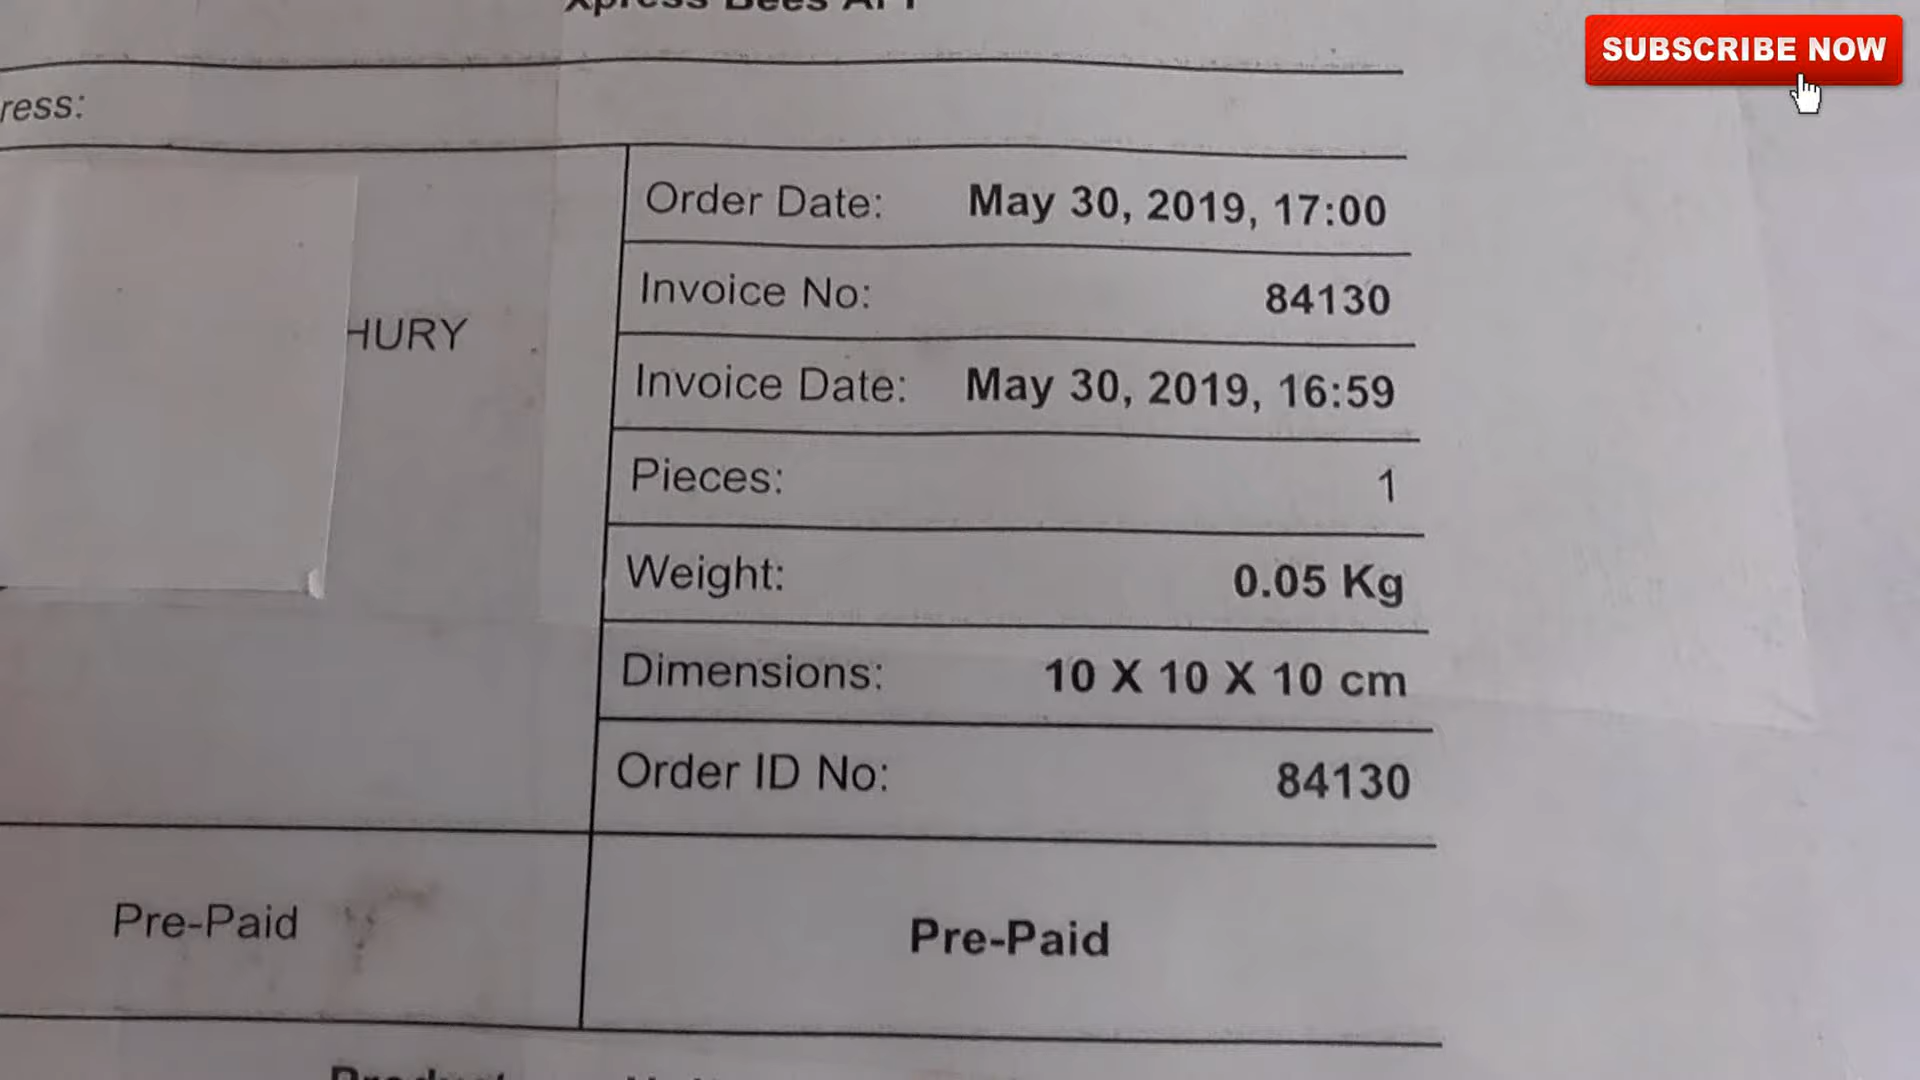 Xpress Bees
SUBSCRIBE NOW
ress:
Order Date: May 30, 2019, 17:00
Invoice No: 84130
HURY
Invoice Date: May 30, 2019, 16:59
Pieces: 1
Weight: 0.05 Kg
Dimensions: 10 X 10 X 10 cm
Order ID No: 84130
Pre-Paid Pre-Paid